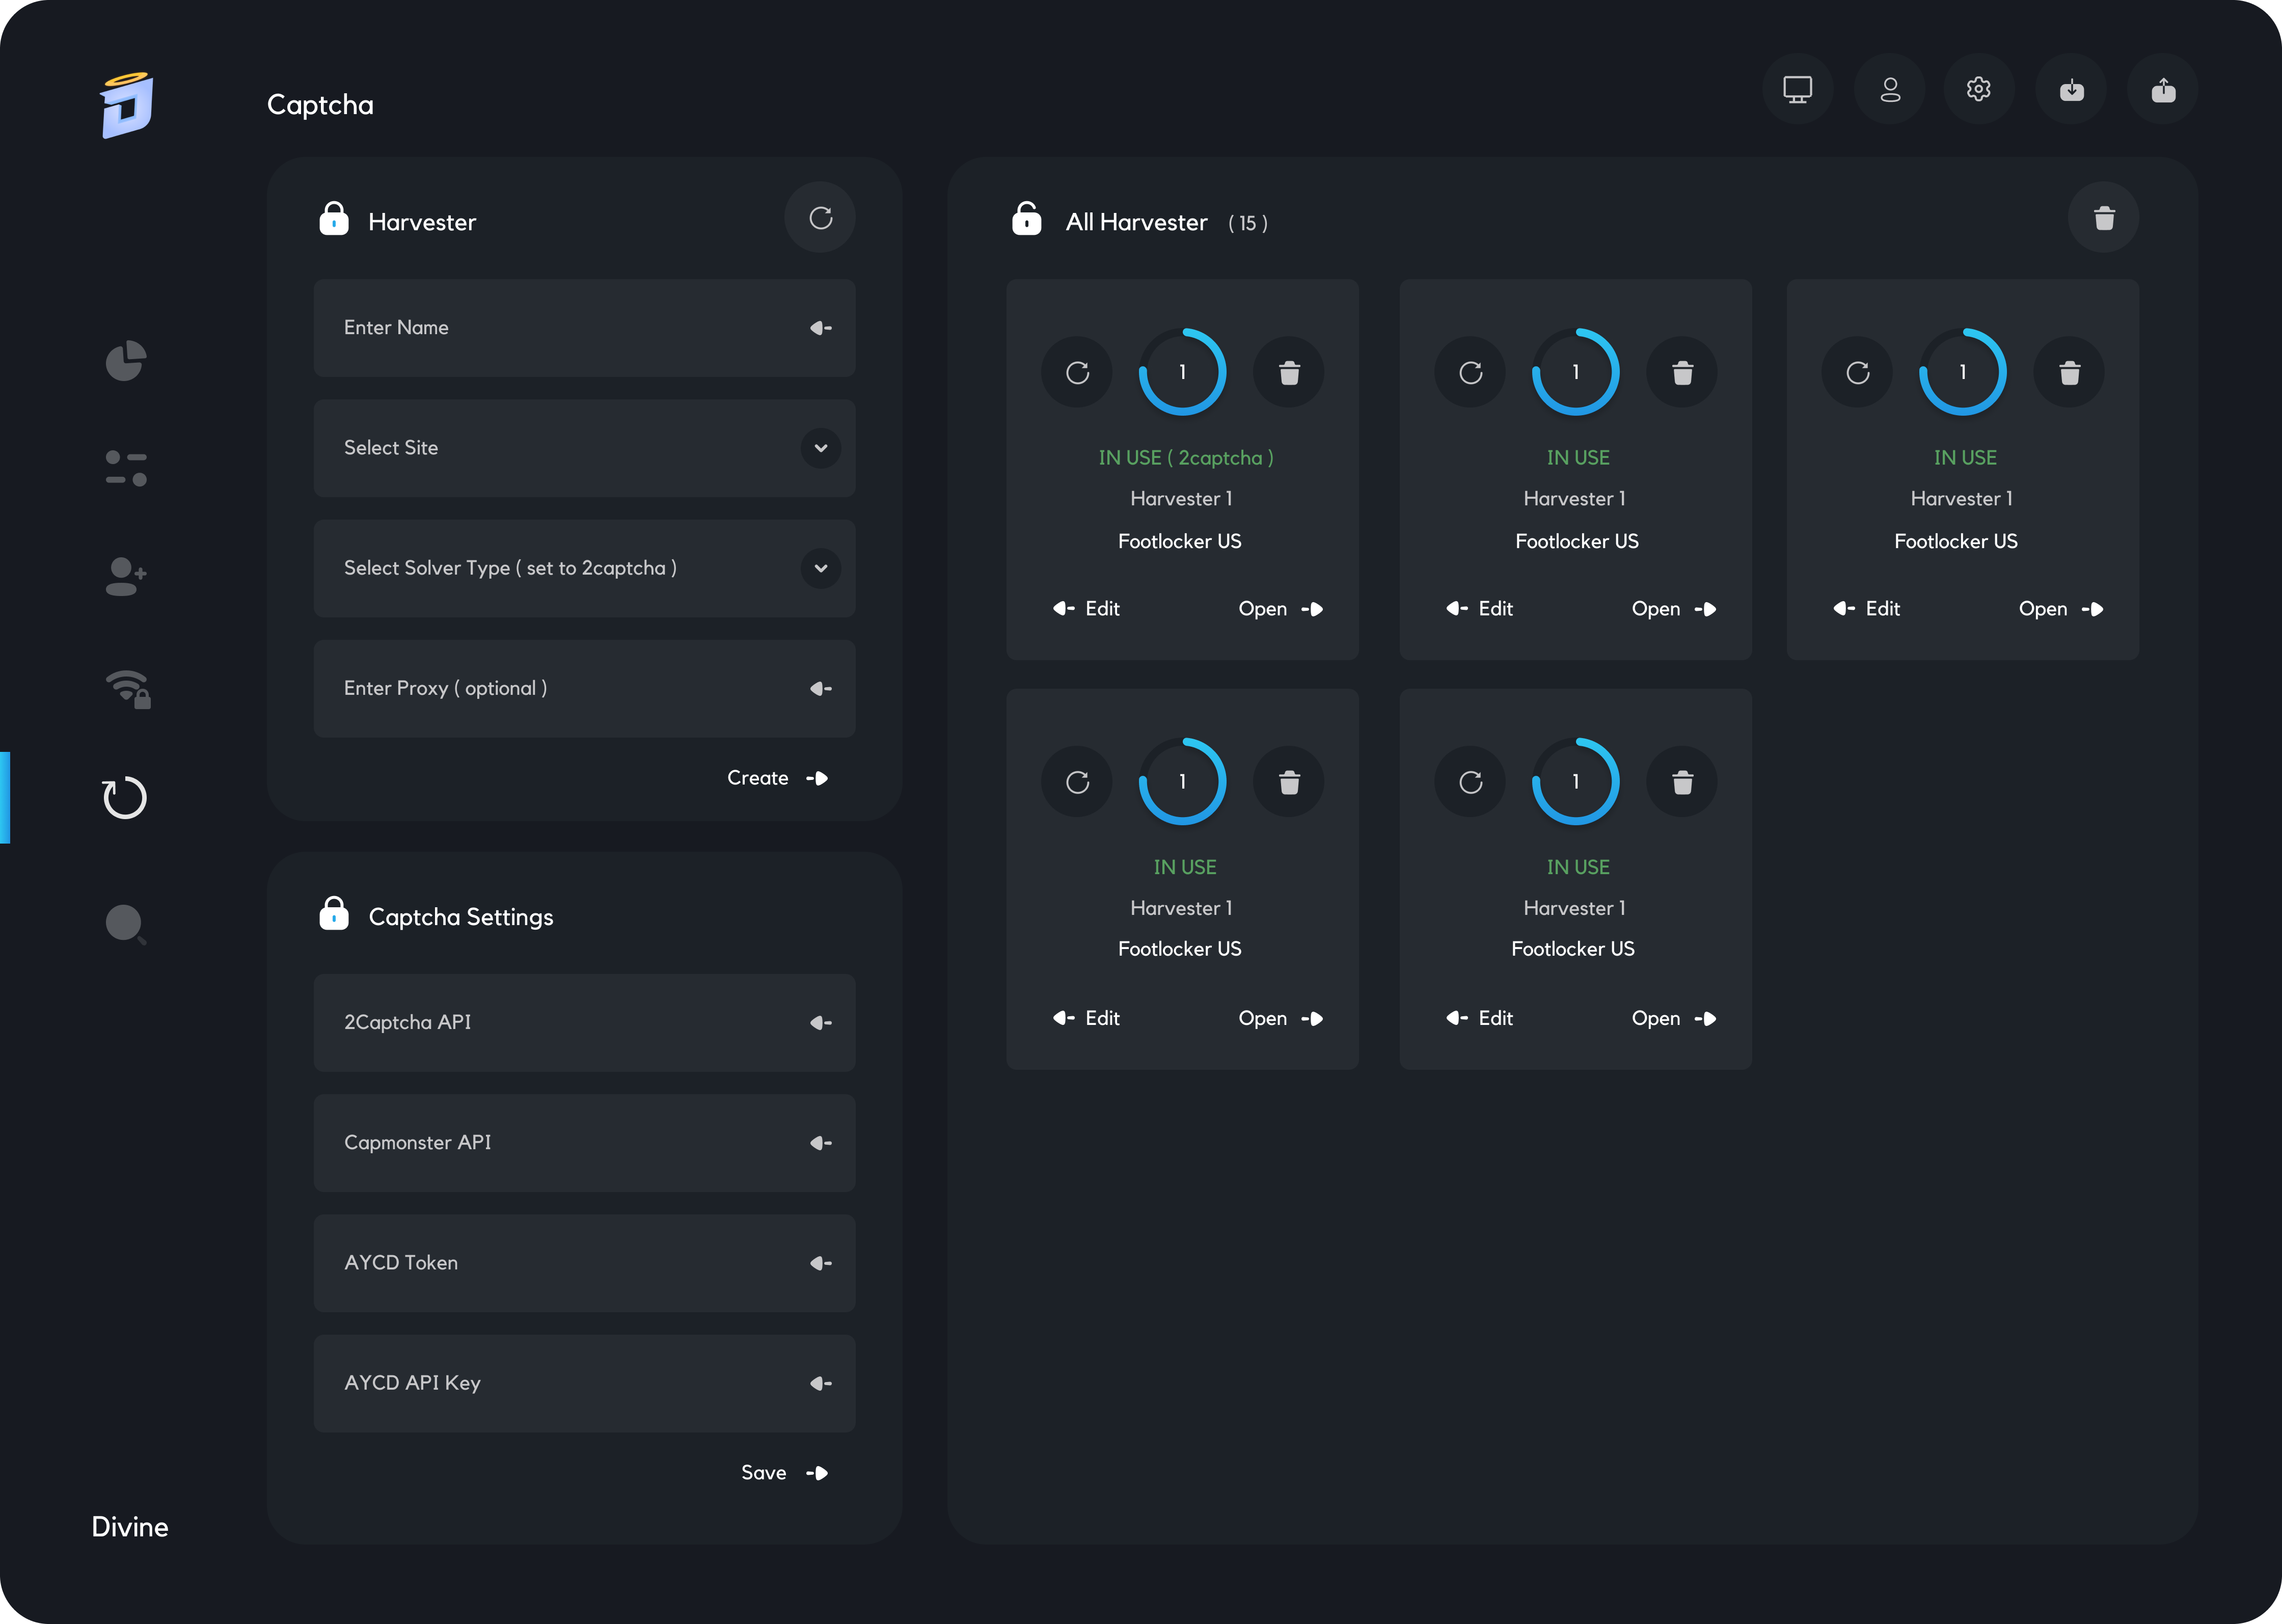 Captcha
Harvester
Enter Name
Select Site
Select Solver Type ( set to 2captcha )
Enter Proxy ( optional )
Create
Captcha Settings
2Captcha API
Capmonster API
AYCD Token
AYCD API Key
Save
Divine
All Harvester ( 15 )
1
IN USE ( 2captcha )
Harvester 1
Footlocker US
Edit Open
1
IN USE
Harvester 1
Footlocker US
Edit Open
1
IN USE
Harvester 1
Footlocker US
Edit Open
1
IN USE
Harvester 1
Footlocker US
Edit Open
1
IN USE
Harvester 1
Footlocker US
Edit Open